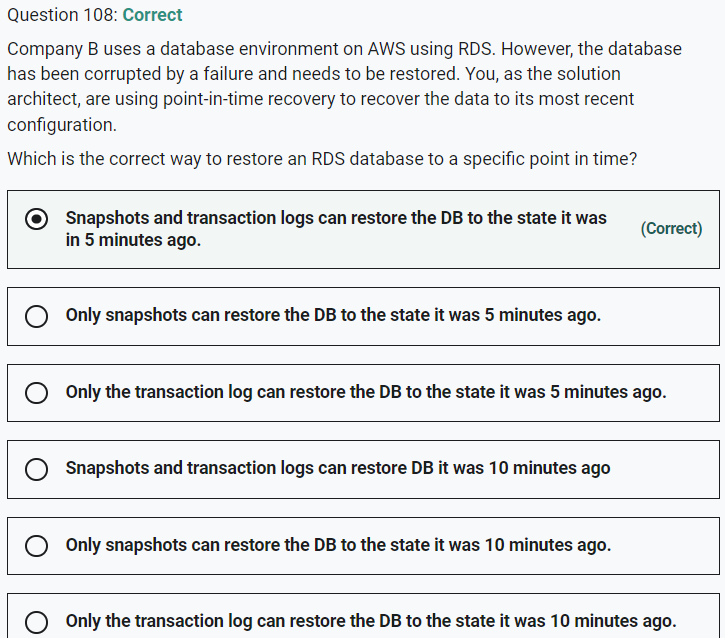 Question 108: Correct
Company B uses a database environment on AWS using RDS. However, the database
has been corrupted by a failure and needs to be restored. You, as the solution
architect, are using point-in-time recovery to recover the data to its most recent
configuration.
Which is the correct way to restore an RDS database to a specific point in time?
Snapshots and transaction logs can restore the DB to the state it was
in 5 minutes ago.
(Correct)
Only snapshots can restore the DB to the state it was 5 minutes ago.
Only the transaction log can restore the DB to the state it was 5 minutes ago.
Snapshots and transaction logs can restore DB it was 10 minutes ago
Only snapshots can restore the DB to the state it was 10 minutes ago.
Only the transaction log can restore the DB to the state it was 10 minutes ago.